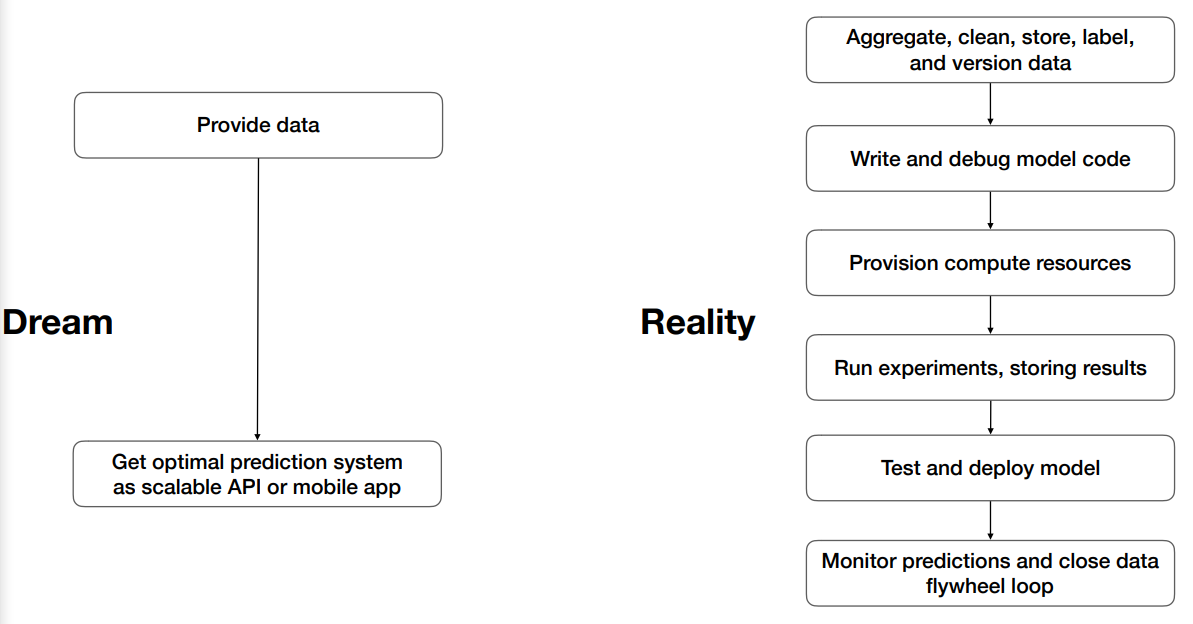 Dream
Provide data
Get optimal prediction system
as scalable API or mobile app
Reality
Aggregate, clean, store, label,
and version data
Write and debug model code
Provision compute resources
Run experiments, storing results
Test and deploy model
Monitor predictions and close data
flywheel loop